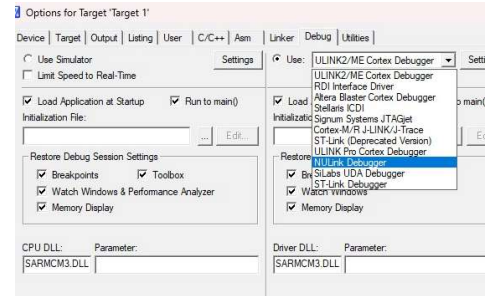 Options for Target 'Target 1'
Device | Target | Output | Listing | User | C/C++ | Asm | Linker | Debug | Utilities |
Use Simulator
Settings
Use: ULINK2/ME Cortex Debugger
Setti
Limit Speed to Real-Time
ULINK2/ME Cortex Debugger
RDI Interface Driver
Altera Blaster Cortex Debugger
Stellaris ICDI
Signum Systems JTAGjet
Cortex-M/R J-LINK/J-Trace
ST-Link (Deprecated Version)
ULINK Pro Cortex Debugger
NULink Debugger
SiLabs UDA Debugger
ST-Link Debugger
Load Application at Startup
Run to main()
Load
o main(
Initialization File:
Initializatio
...
Edit...
Restore Debug Session Settings
Restore
Breakpoints
Toolbox
Br
Watch Windows & Performance Analyzer
Watch Windows
Memory Display
Memory Display
CPU DLL:
Parameter:
Driver DLL:
Parameter:
SARMCM3.DLL
SARMCM3.DLL